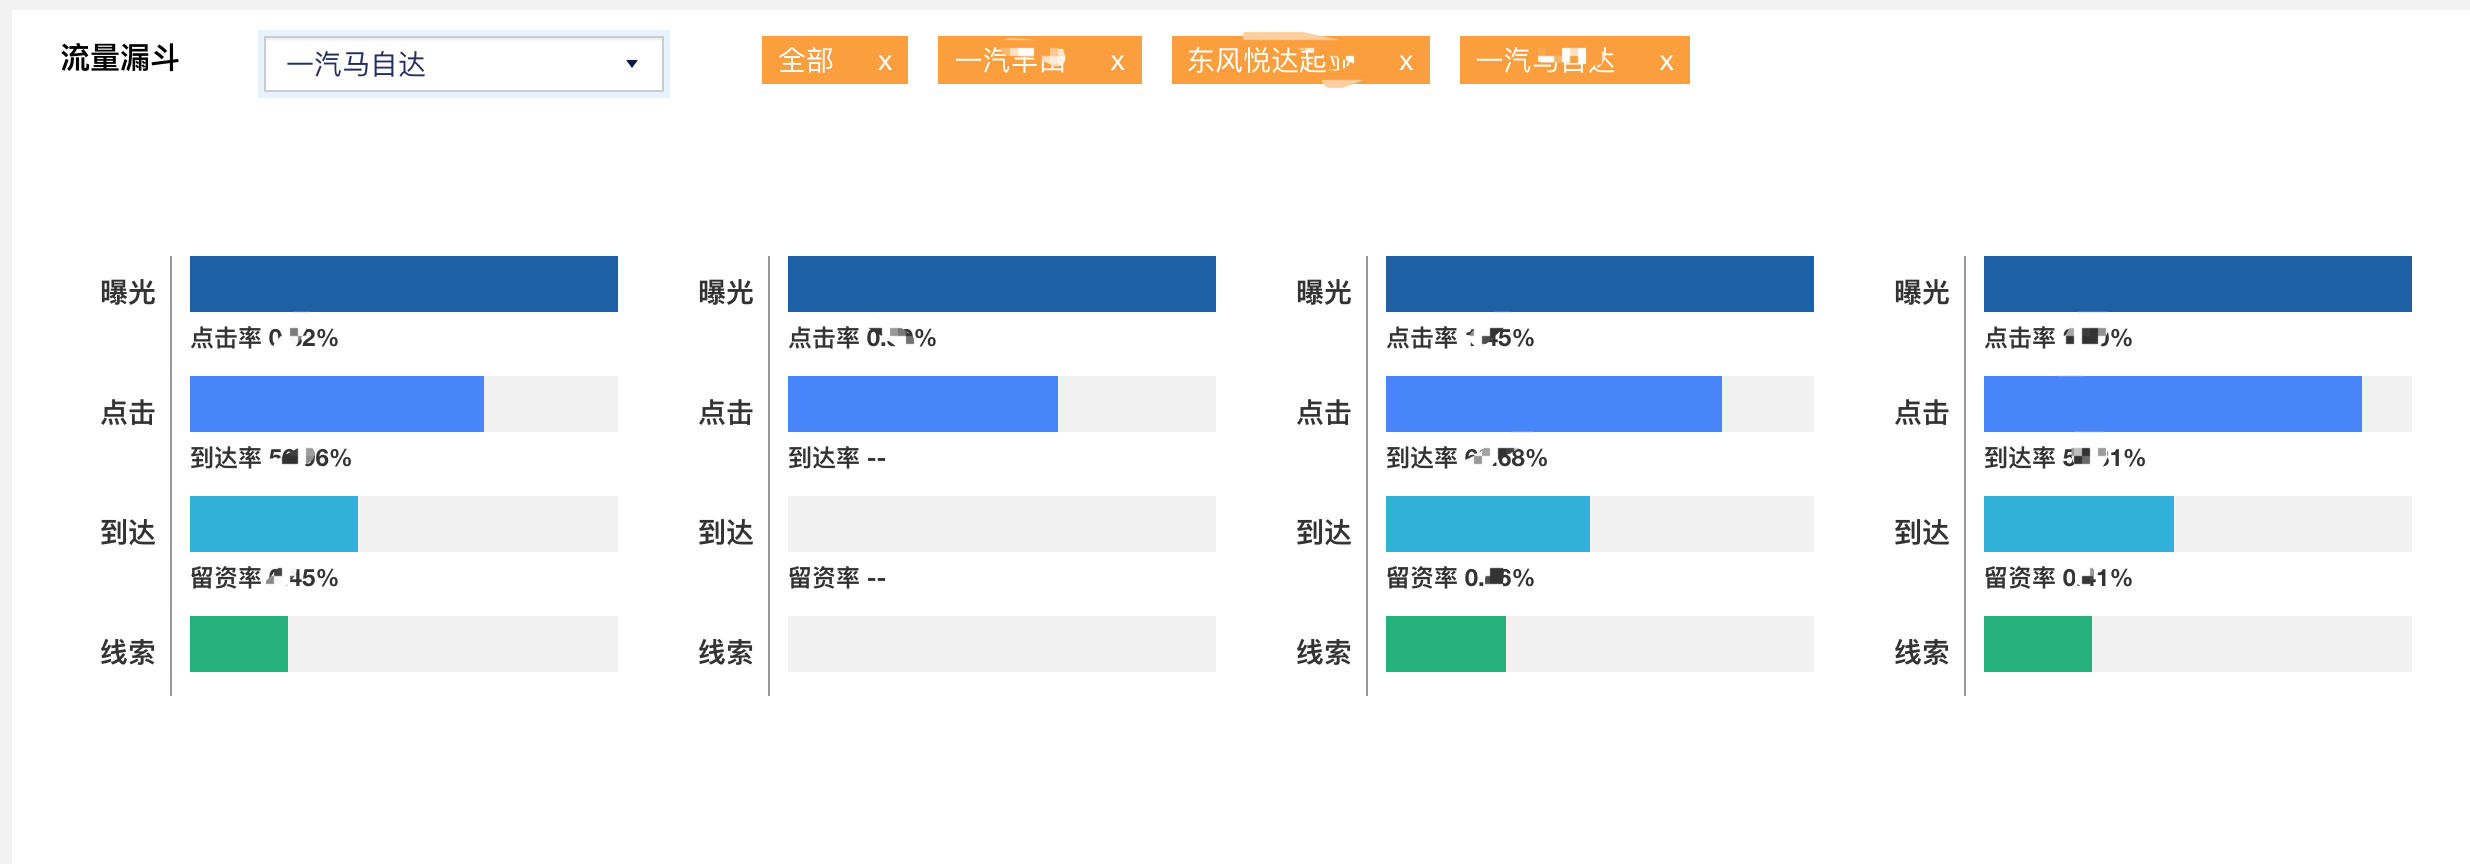 流量漏斗 一汽马自达 全部 x 一汽 x 东风悦达起 x 一汽 x
曝光 曝光 曝光 曝光
点击率 点击率 点击率 点击率
点击 点击 点击 点击
到达率 到达率 -- 到达率 到达率
到达 到达 到达 到达
留资率 留资率 -- 留资率 留资率
线索 线索 线索 线索